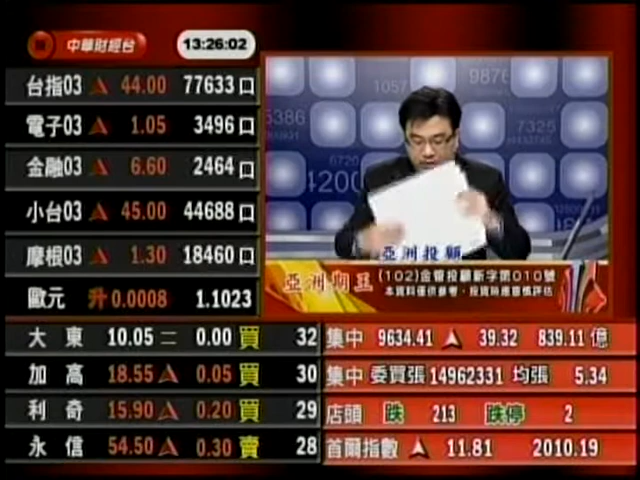 中華財經台 13:26:02
台指03 ▲ 44.00 77633口
電子03 ▲ 1.05 3496口
金融03 ▲ 6.60 2464口
小台03 ▲ 45.00 44688口
摩根03 ▲ 1.30 18460口
歐元 升0.0008 1.1023
亞洲投顧
亞洲期王 (102)金管投顧新字第010號
本資料僅供參考,投資時應審慎評估
大東 10.05 = 0.00 買 32
加高 18.55 ▲ 0.05 買 30
利奇 15.90 ▲ 0.20 買 29
永信 54.50 ▲ 0.30 賣 28
集中 9634.41 ▲ 39.32 839.11億
集中 委買張 14962331 均張 5.34
店頭 跌 213 跌停 2
首爾指數 ▲ 11.81 2010.19